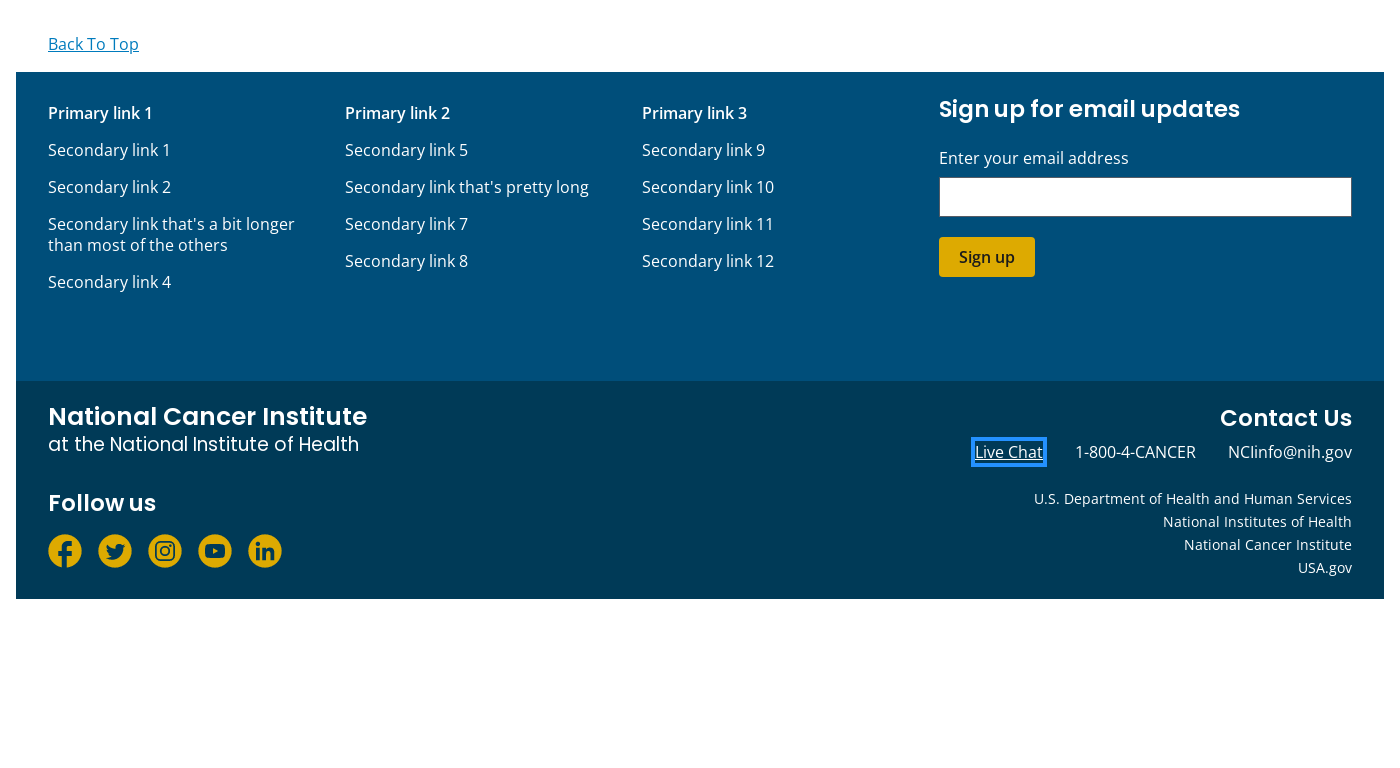 Back To Top
Primary link 1
Secondary link 1
Secondary link 2
Secondary link that's a bit longer
than most of the others
Secondary link 4
Primary link 2
Secondary link 5
Secondary link that's pretty long
Secondary link 7
Secondary link 8
Primary link 3
Secondary link 9
Secondary link 10
Secondary link 11
Secondary link 12
Sign up for email updates
Enter your email address
Sign up
National Cancer Institute
at the National Institute of Health
Follow us
Contact Us
Live Chat 1-800-4-CANCER NCIinfo@nih.gov
U.S. Department of Health and Human Services
National Institutes of Health
National Cancer Institute
USA.gov